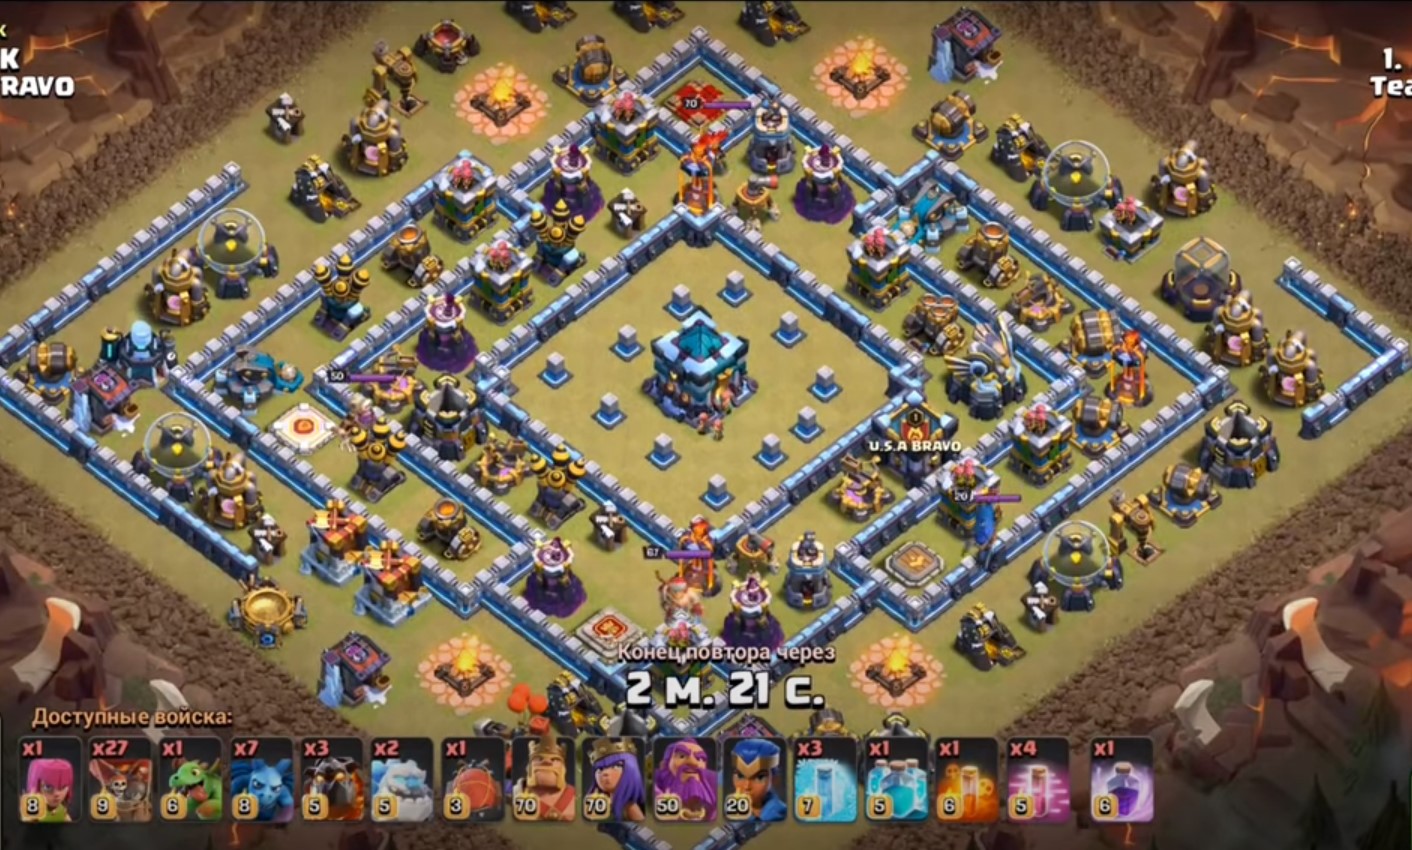 K
RAVO
1.
Tea
70
50
1
U.S.A BRAVO
20
67
Конец повтора через
2 м. 21 с.
Доступные войска:
x1 x27 x1 x7 x3 x2 x1 x3 x1 x1 x4 x1
8 9 6 8 5 5 3 70 70 50 20 7 5 6 5 6